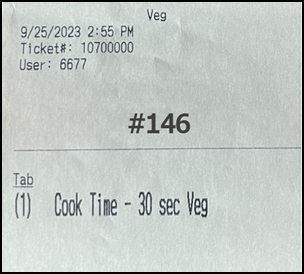 Veg
9/25/2023 2:55 PM
Ticket#: 10700000
User: 6677
#146
Tab
(1) Cook Time - 30 sec Veg